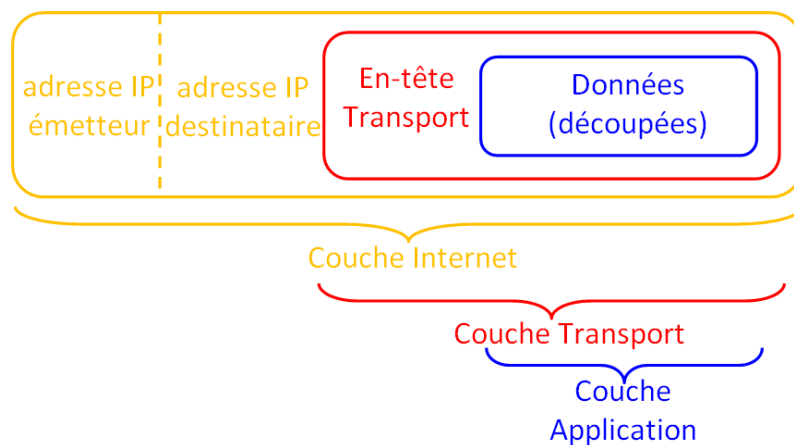 adresse IP
émetteur
adresse IP
destinataire
En-tête
Transport
Données
(découpées)
Couche Internet
Couche Transport
Couche
Application